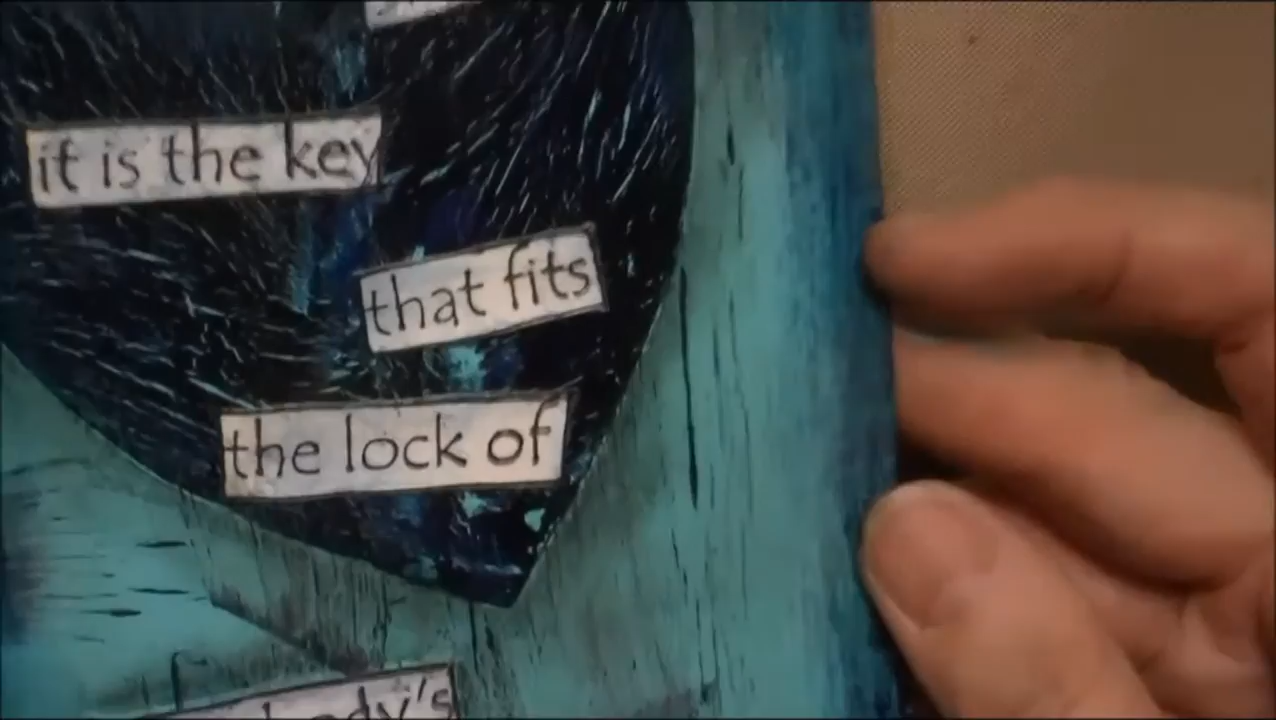 it is the key
that fits
the lock of